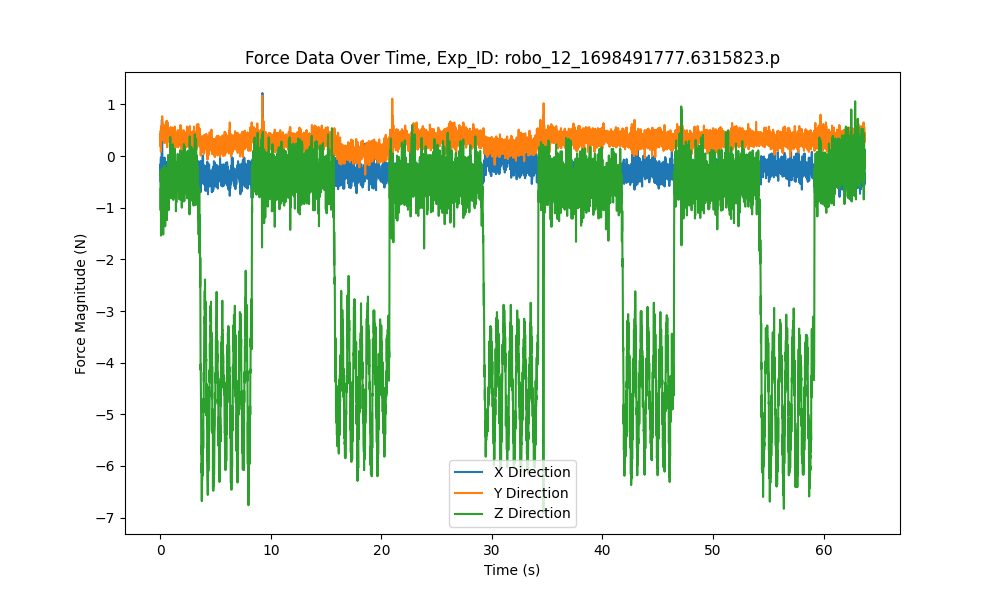 Force Data Over Time, Exp_ID: robo_12_1698491777.6315823.p
1
0
−1
−2
−3
−4
−5
−6
−7
Force Magnitude (N)
X Direction
Y Direction
Z Direction
0 10 20 30 40 50 60
Time (s)